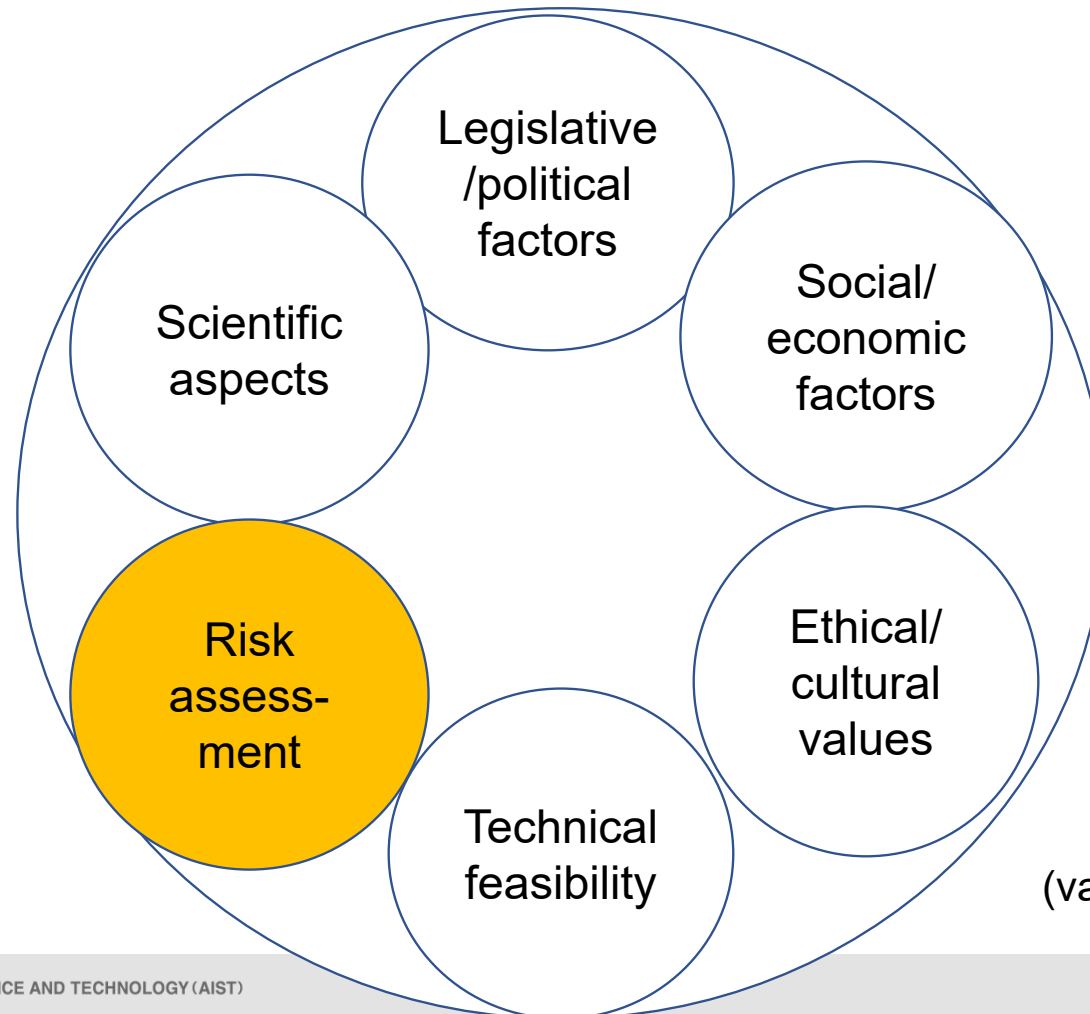 Legislative
/political
factors
Social/
economic
factors
Scientific
aspects
Ethical/
cultural
values
Risk
assess-
ment
Technical
feasibility
(va
CE AND TECHNOLOGY (AIST)